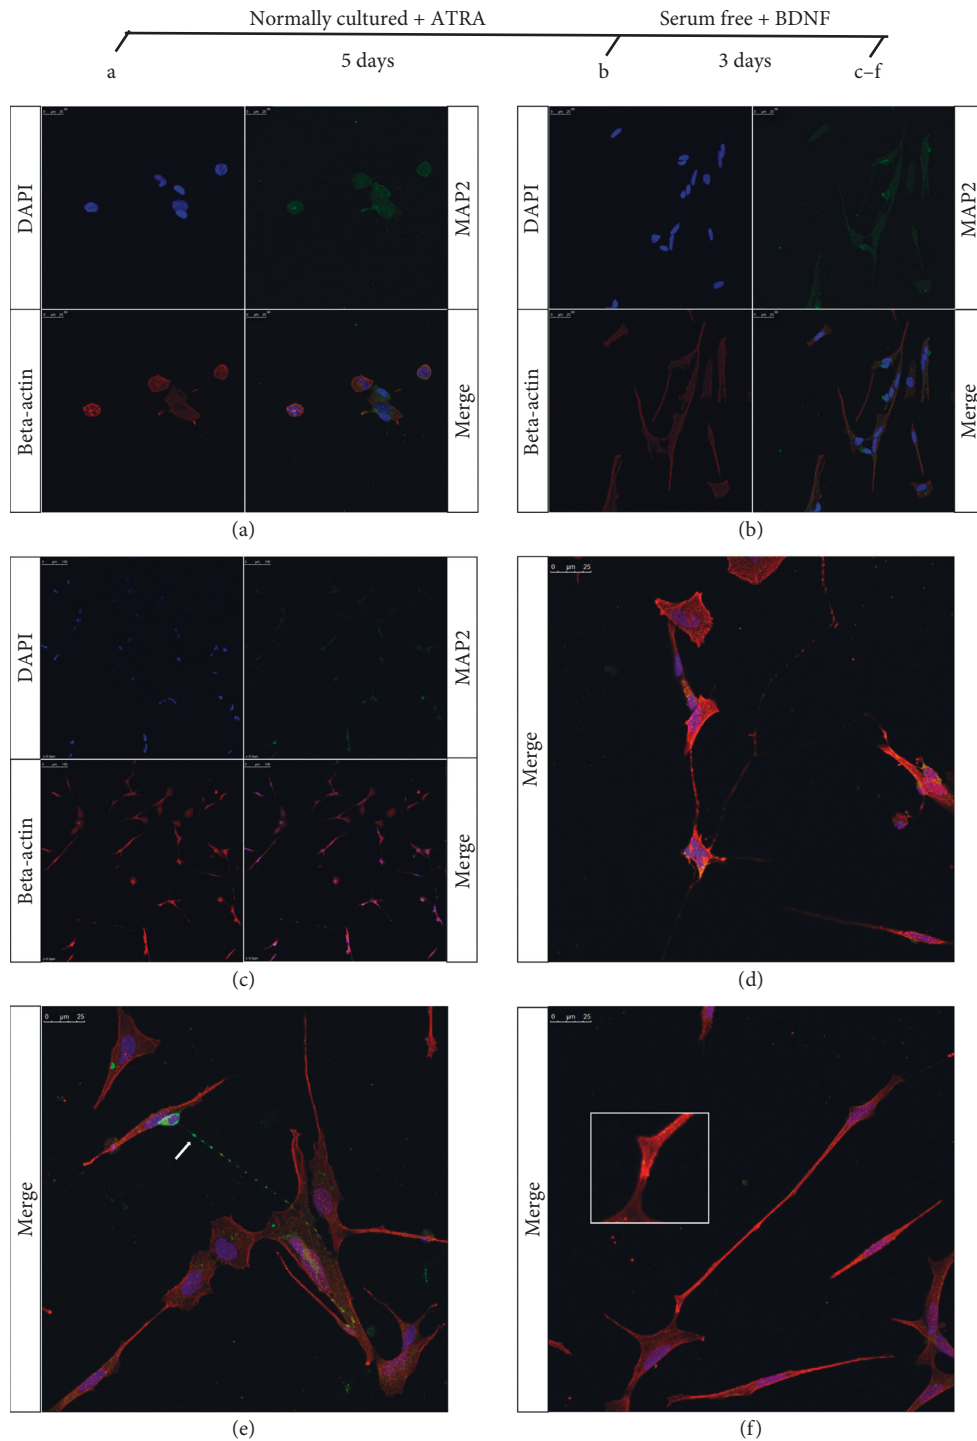 Normally cultured + ATRA
Serum free + BDNF
5 days
3 days
a
b
c–f
DAPI
MAP2
Beta-actin
Merge
(a)
DAPI
MAP2
Beta-actin
Merge
(b)
DAPI
MAP2
Beta-actin
Merge
(c)
Merge
0 µm 25
(d)
Merge
0 µm 25
(e)
Merge
0 µm 25
(f)